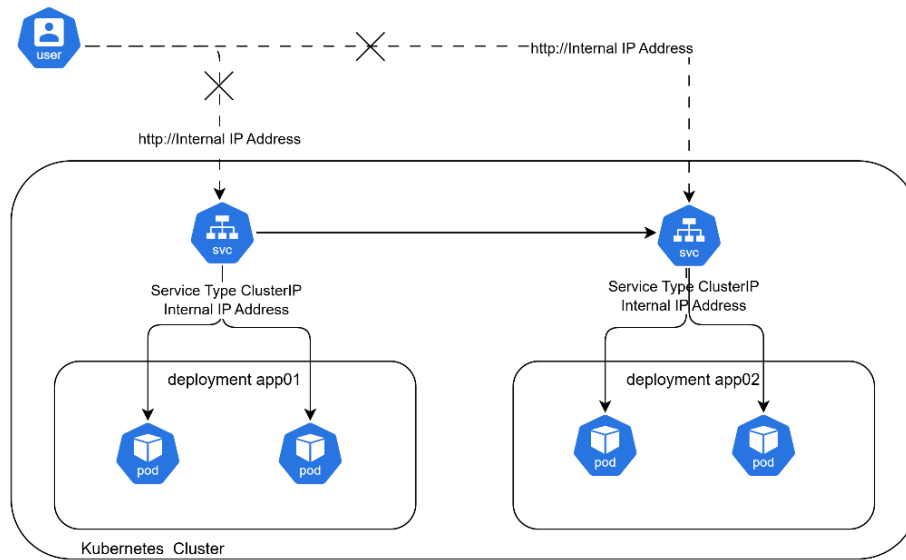 user
http://Internal IP Address
http://Internal IP Address
svc
svc
Service Type ClusterIP
Internal IP Address
Service Type ClusterIP
Internal IP Address
deployment app01
deployment app02
pod
pod
pod
pod
Kubernetes Cluster